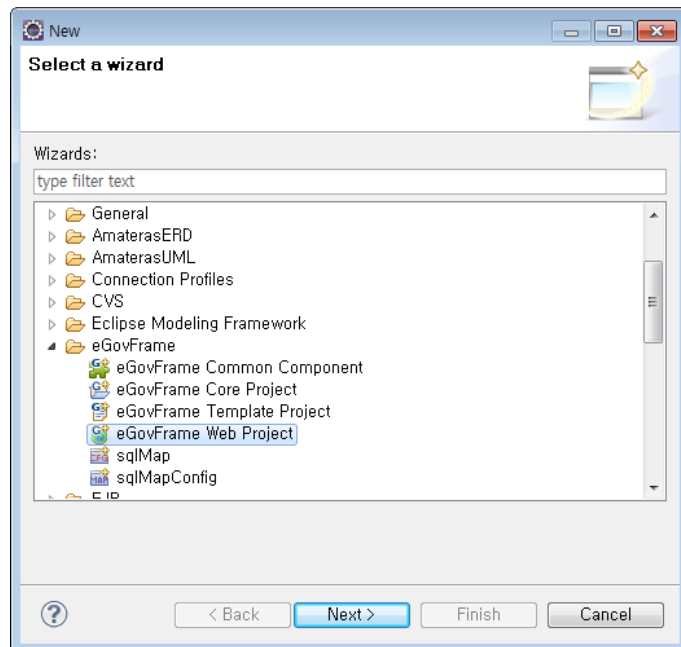 New
Select a wizard
Wizards:
type filter text
General
AmaterasERD
AmaterasUML
Connection Profiles
CVS
Eclipse Modeling Framework
eGovFrame
eGovFrame Common Component
eGovFrame Core Project
eGovFrame Template Project
eGovFrame Web Project
sqlMap
sqlMapConfig
EJB
? < Back Next > Finish Cancel